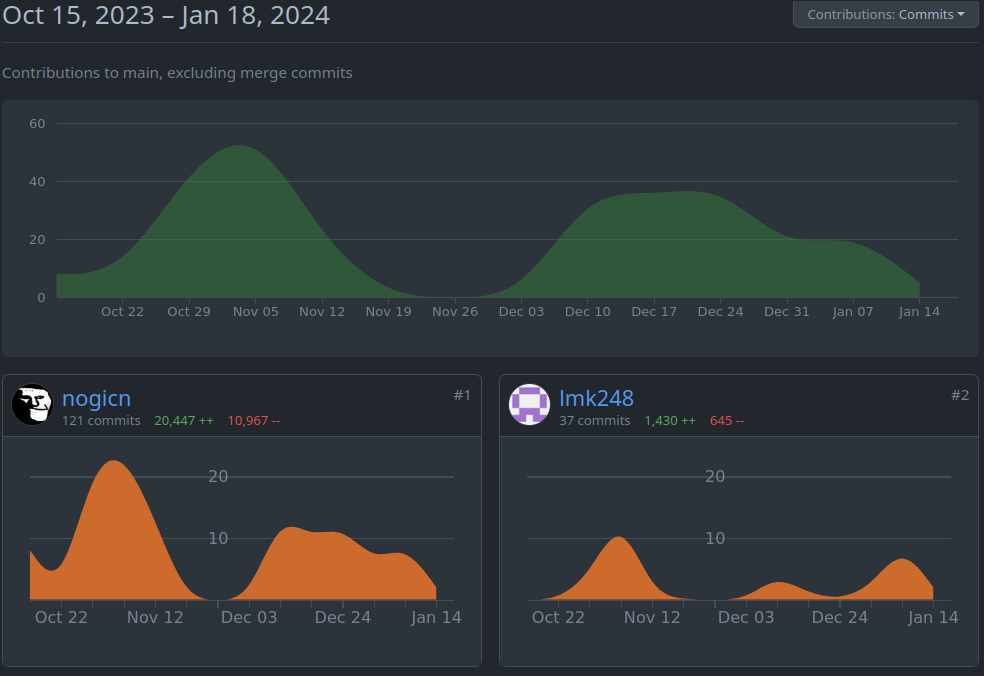 Oct 15, 2023 – Jan 18, 2024
Contributions: Commits
Contributions to main, excluding merge commits
60
40
20
0
Oct 22 Oct 29 Nov 05 Nov 12 Nov 19 Nov 26 Dec 03 Dec 10 Dec 17 Dec 24 Dec 31 Jan 07 Jan 14
nogicn #1
121 commits 20,447 ++ 10,967 --
20
10
Oct 22 Nov 12 Dec 03 Dec 24 Jan 14
lmk248 #2
37 commits 1,430 ++ 645 --
20
10
Oct 22 Nov 12 Dec 03 Dec 24 Jan 14